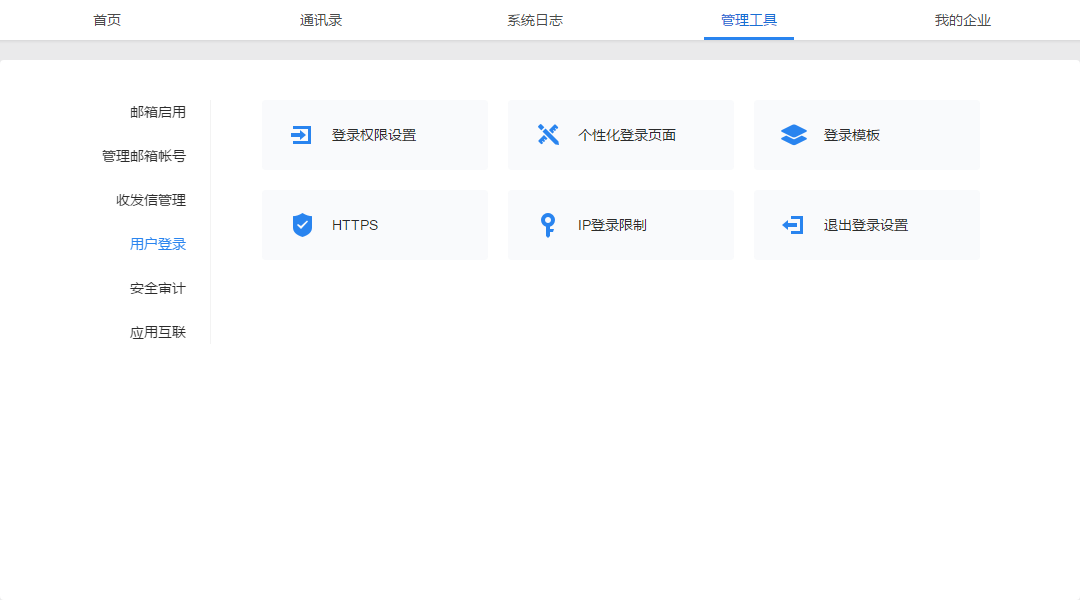 首页
通讯录
系统日志
管理工具
我的企业
邮箱启用
管理邮箱帐号
收发信管理
用户登录
安全审计
应用互联
登录权限设置
个性化登录页面
登录模板
HTTPS
IP登录限制
退出登录设置